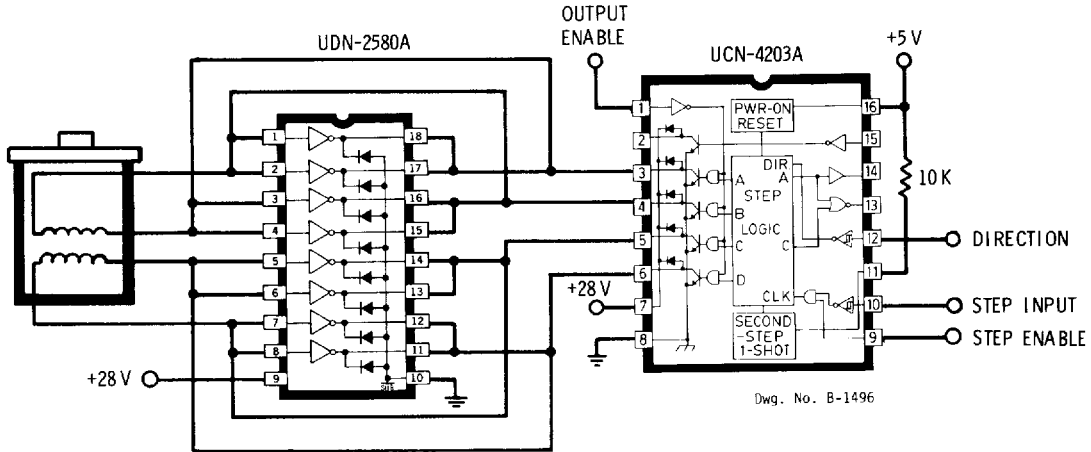 OUTPUT
ENABLE
UDN-2580A
UCN-4203A
+5 V
1
2
3
4
5
6
7
8
9
18
17
16
15
14
13
12
11
10
SUB
+28 V
1
2
3
4
5
6
7
8
16
15
14
13
12
11
10
9
PWR-ON
RESET
DIR
A
A
STEP
B
LOGIC
C
C
D
CLK
SECOND
-STEP
1-SHOT
+28 V
10 K
DIRECTION
STEP INPUT
STEP ENABLE
Dwg. No. B-1496